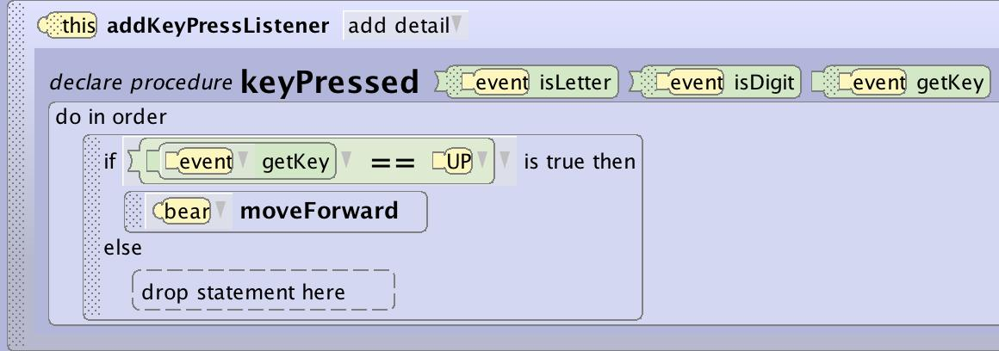 this addKeyPressListener add detail
declare procedure keyPressed event isLetter event isDigit event getKey
do in order
if event getKey == UP is true then
bear moveForward
else
drop statement here